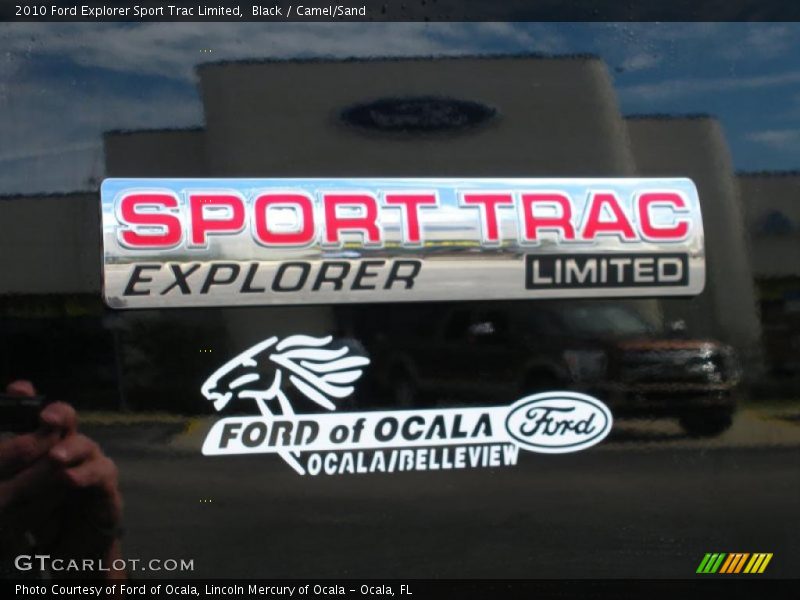 2010 Ford Explorer Sport Trac Limited,  Black / Camel/Sand
SPORT TRAC
EXPLORER LIMITED
FORD of OCALA Ford
OCALA/BELLEVIEW
GTCARLOT.COM
Photo Courtesy of Ford of Ocala, Lincoln Mercury of Ocala - Ocala, FL